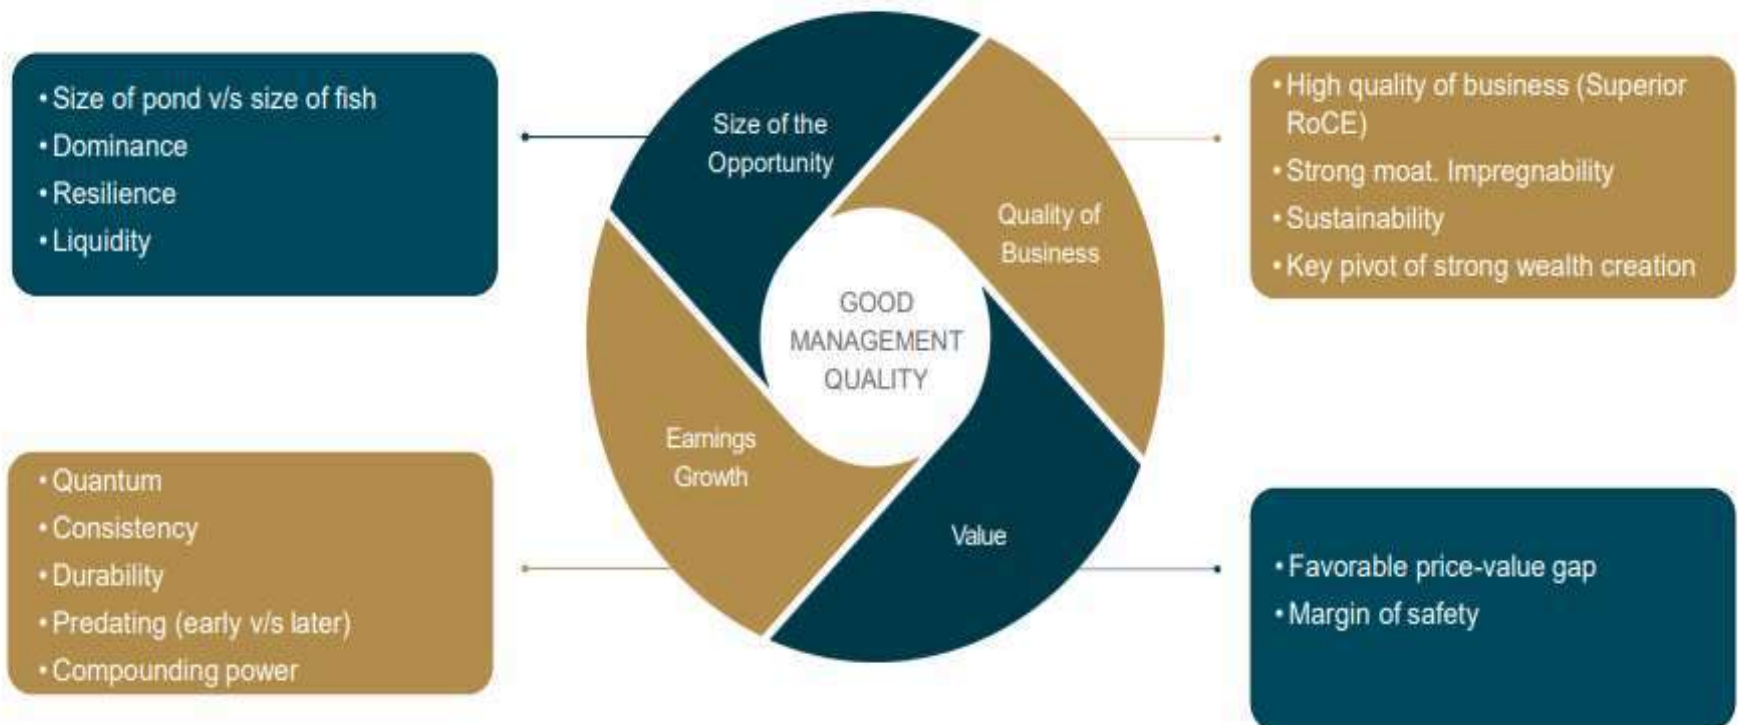 • Size of pond v/s size of fish
• Dominance
• Resilience
• Liquidity
Size of the
Opportunity
Quality of
Business
• High quality of business (Superior
RoCE)
• Strong moat. Impregnability
• Sustainability
• Key pivot of strong wealth creation
GOOD
MANAGEMENT
QUALITY
• Quantum
• Consistency
• Durability
• Predating (early v/s later)
• Compounding power
Earnings
Growth
Value
• Favorable price-value gap
• Margin of safety